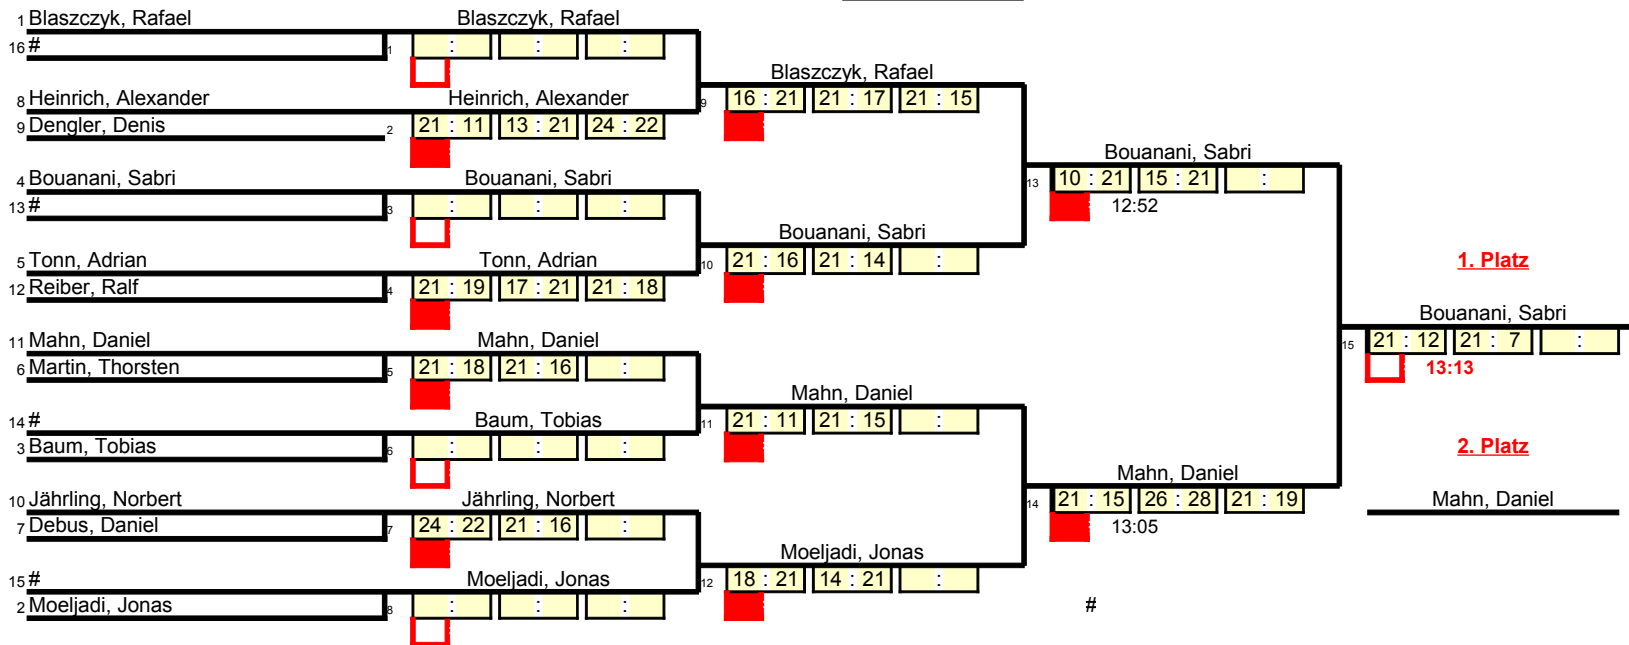 1 Blaszczyk, Rafael Blaszczyk, Rafael
16 # 1 : : :
Blaszczyk, Rafael
8 Heinrich, Alexander Heinrich, Alexander 9 16 : 21 21 : 17 21 : 15
9 Dengler, Denis 2 21 : 11 13 : 21 24 : 22
Bouanani, Sabri
4 Bouanani, Sabri Bouanani, Sabri 13 10 : 21 15 : 21 :
13 # 3 : : : 12:52
Bouanani, Sabri
5 Tonn, Adrian Tonn, Adrian 10 21 : 16 21 : 14 : 1. Platz
12 Reiber, Ralf 4 21 : 19 17 : 21 21 : 18
Bouanani, Sabri
11 Mahn, Daniel Mahn, Daniel 15 21 : 12 21 : 7 :
6 Martin, Thorsten 5 21 : 18 21 : 16 : 13:13
Mahn, Daniel
14 # Baum, Tobias 11 21 : 11 21 : 15 :
3 Baum, Tobias 6 : : : 2. Platz
Mahn, Daniel
10 Jährling, Norbert Jährling, Norbert 14 21 : 15 26 : 28 21 : 19 Mahn, Daniel
7 Debus, Daniel 7 24 : 22 21 : 16 : 13:05
Moeljadi, Jonas
15 # Moeljadi, Jonas 12 18 : 21 14 : 21 :
2 Moeljadi, Jonas 8 : : : #